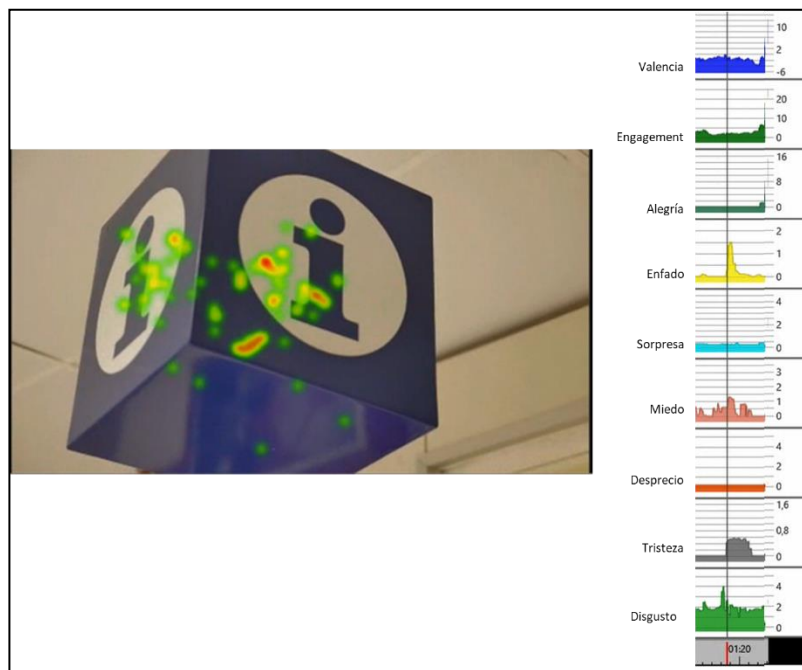 i
i
Valencia
10
2
-6
Engagement
20
10
0
Alegría
16
8
0
Enfado
2
1
0
Sorpresa
4
2
0
Miedo
3
2
1
0
Desprecio
4
2
0
Tristeza
1,6
0,8
0
Disgusto
4
2
0
01:20